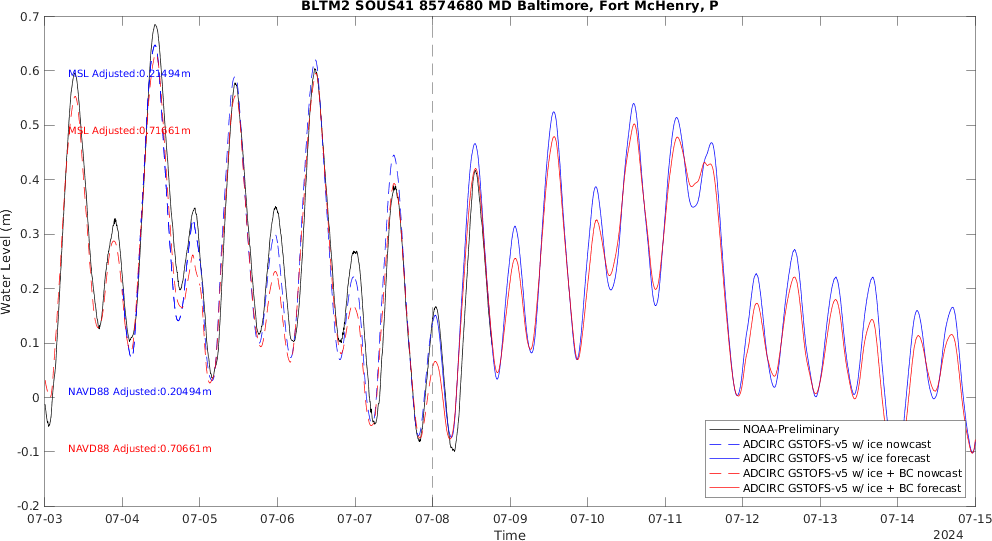 BLTM2 SOUS41 8574680 MD Baltimore, Fort McHenry, P
0.7
0.6
0.5
0.4
0.3
0.2
0.1
0
-0.1
-0.2
Water Level (m)
MSL Adjusted:0.21494m
MSL Adjusted:0.71661m
NAVD88 Adjusted:0.20494m
NAVD88 Adjusted:0.70661m
NOAA-Preliminary
ADCIRC GSTOFS-v5 w/ ice nowcast
ADCIRC GSTOFS-v5 w/ ice forecast
ADCIRC GSTOFS-v5 w/ ice + BC nowcast
ADCIRC GSTOFS-v5 w/ ice + BC forecast
07-03 07-04 07-05 07-06 07-07 07-08 07-09 07-10 07-11 07-12 07-13 07-14 07-15
Time
2024